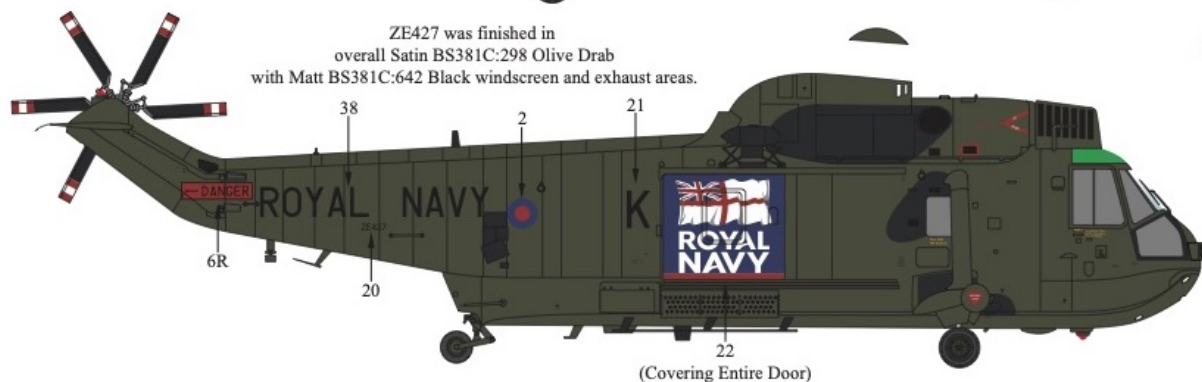 ZE427 was finished in
overall Satin BS381C:298 Olive Drab
with Matt BS381C:642 Black windscreen and exhaust areas.
38
2
21
DANGER
ROYAL NAVY
K
ROYAL
NAVY
ZE427
6R
20
22
(Covering Entire Door)